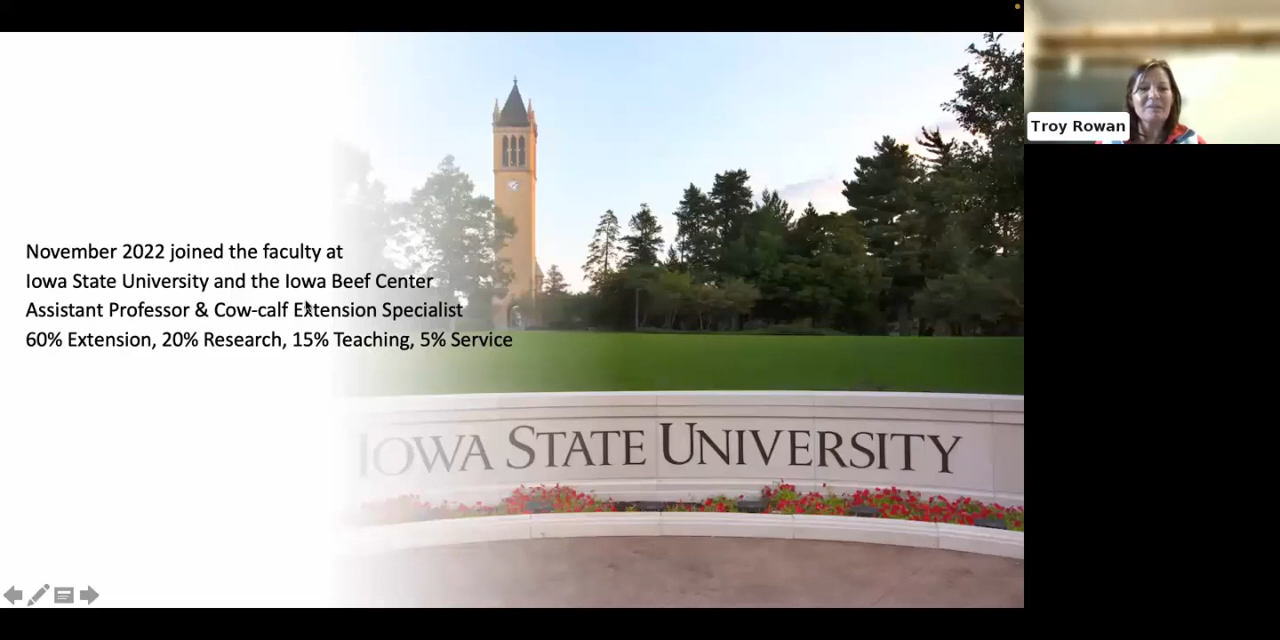 November 2022 joined the faculty at
Iowa State University and the Iowa Beef Center
Assistant Professor & Cow-calf Extension Specialist
60% Extension, 20% Research, 15% Teaching, 5% Service
IOWA STATE UNIVERSITY
Troy Rowan